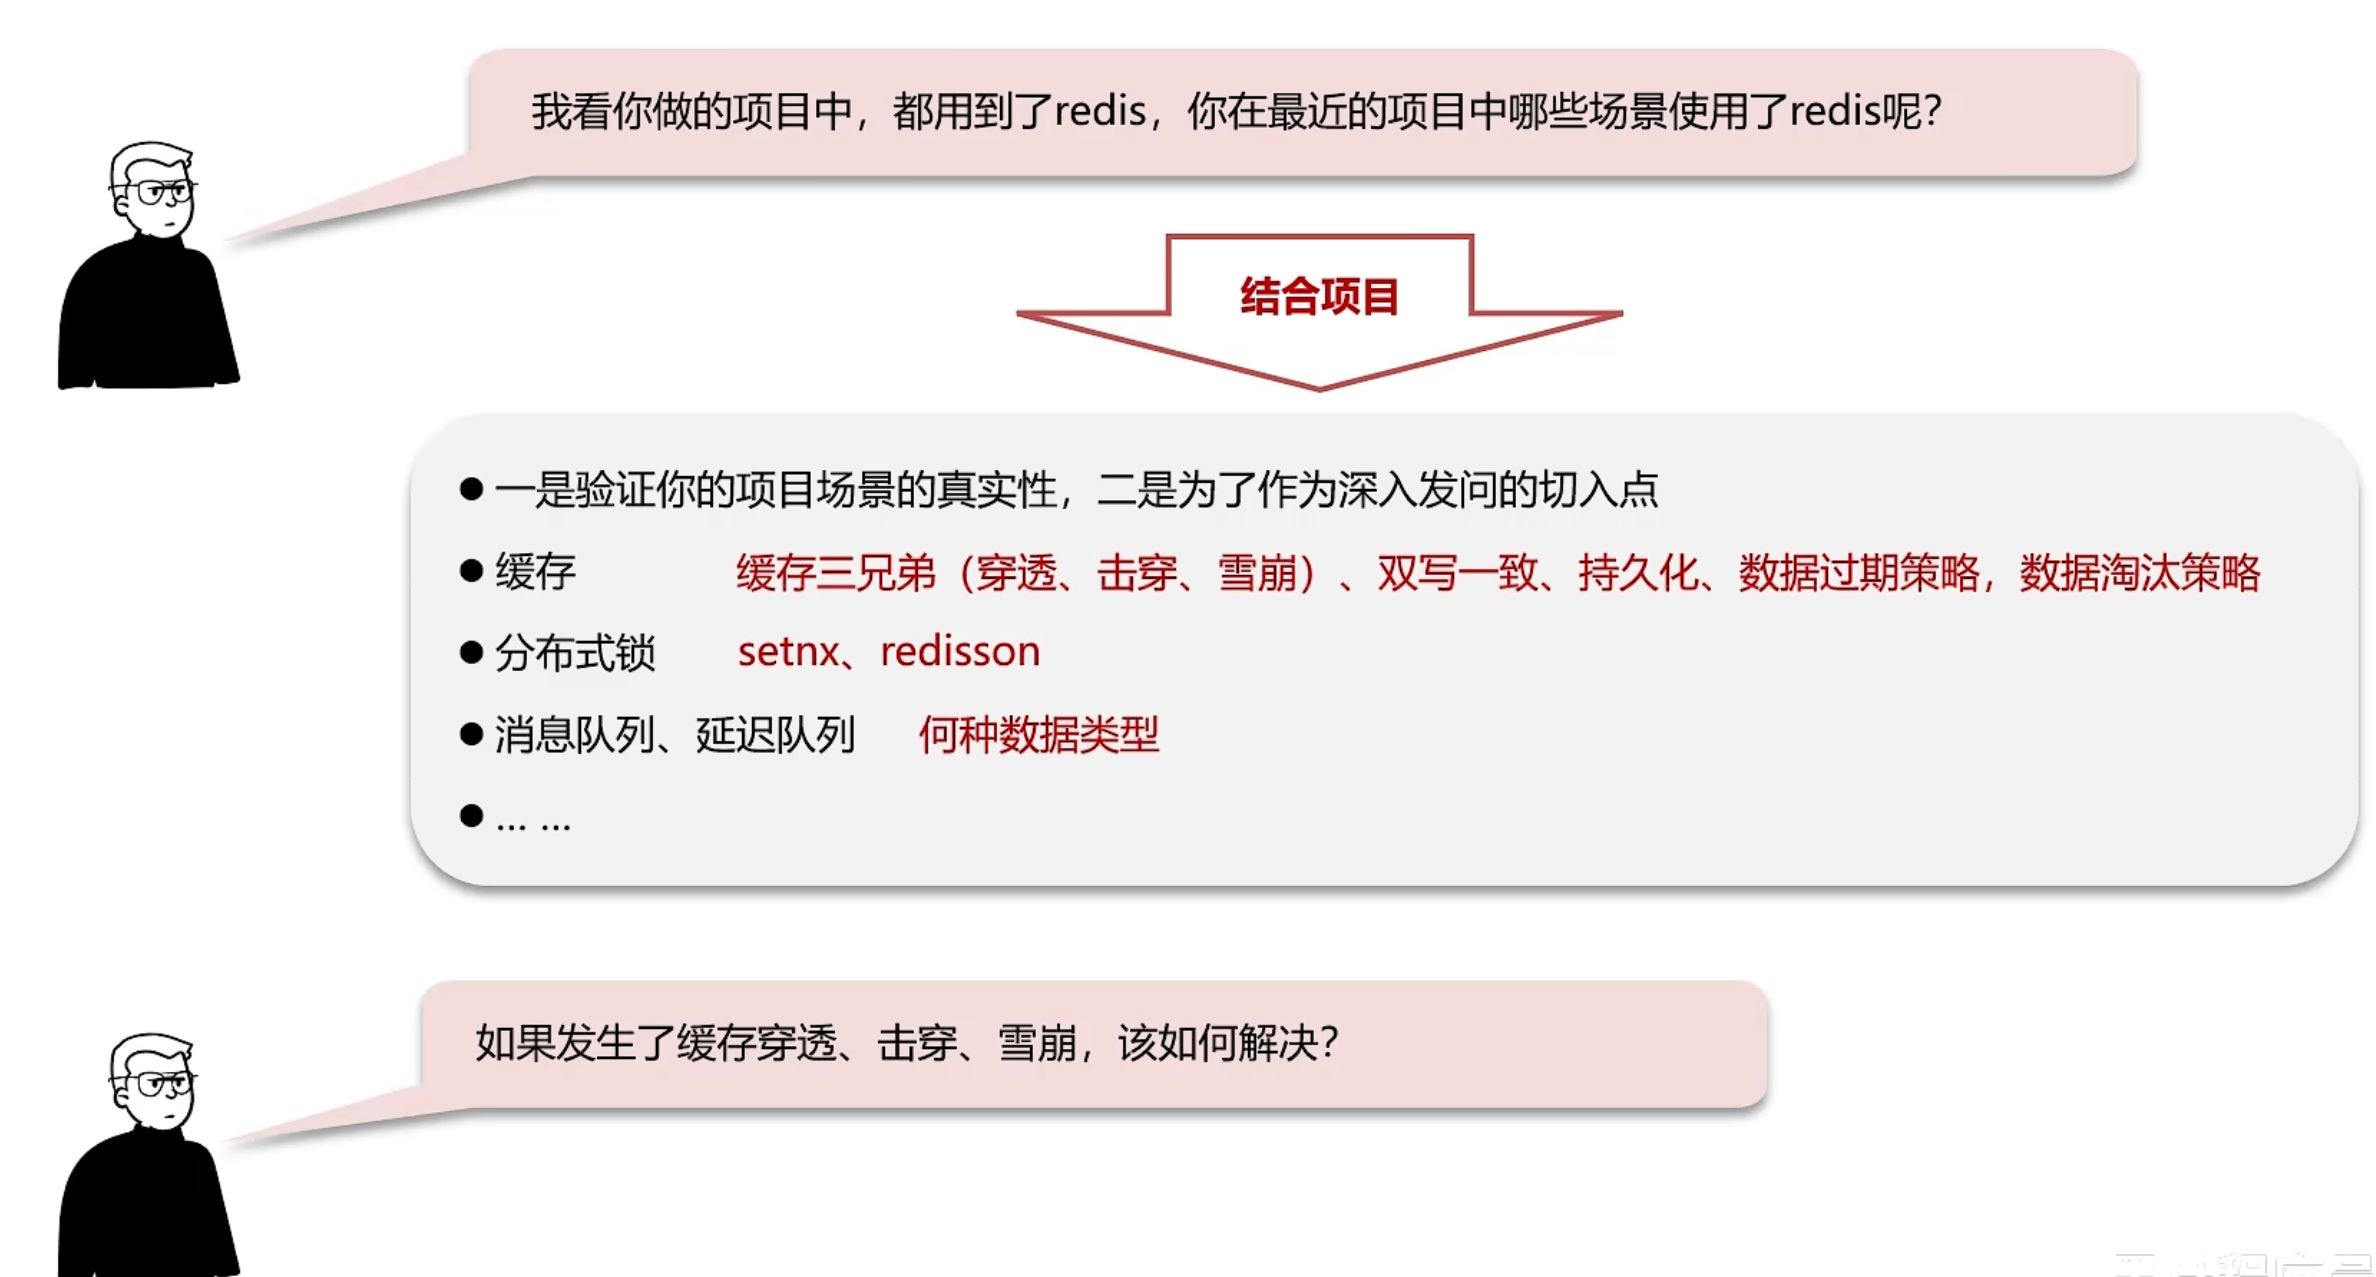 我看你做的项目中，都用到了redis，你在最近的项目中哪些场景使用了redis呢？
结合项目
● 一是验证你的项目场景的真实性，二是为了作为深入发问的切入点
● 缓存 缓存三兄弟（穿透、击穿、雪崩）、双写一致、持久化、数据过期策略，数据淘汰策略
● 分布式锁 setnx、redisson
● 消息队列、延迟队列 何种数据类型
● … …
如果发生了缓存穿透、击穿、雪崩，该如何解决？